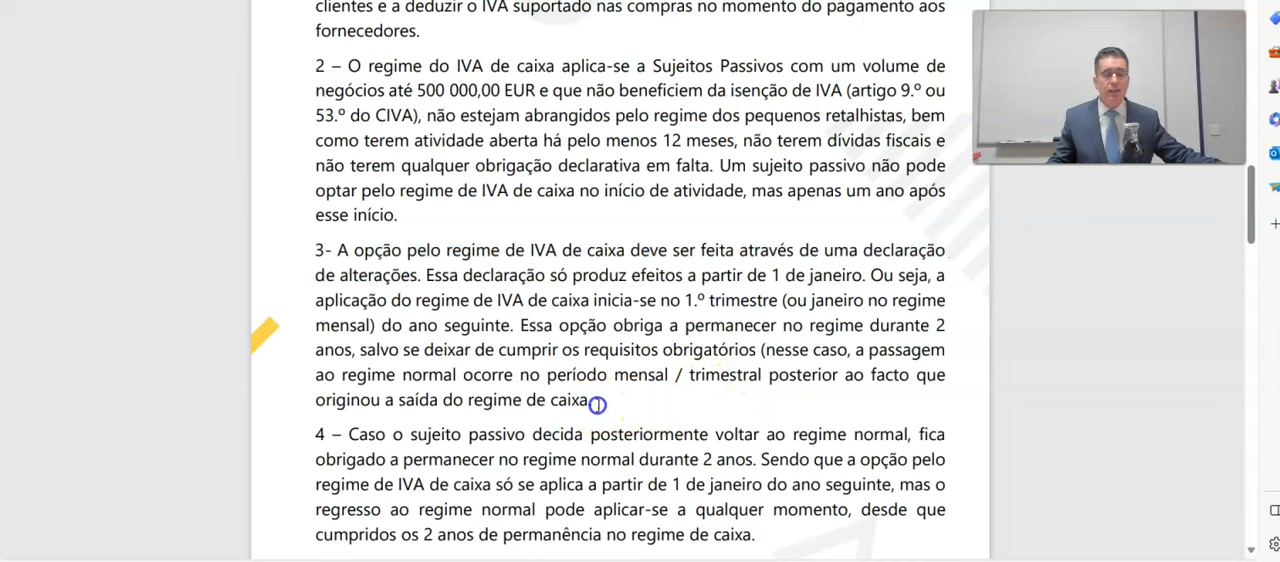 clientes e a deduzir o IVA suportado nas compras no momento do pagamento aos
fornecedores.
2 – O regime do IVA de caixa aplica-se a Sujeitos Passivos com um volume de
negócios até 500 000,00 EUR e que não beneficiem da isenção de IVA (artigo 9.º ou
53.º do CIVA), não estejam abrangidos pelo regime dos pequenos retalhistas, bem
como terem atividade aberta há pelo menos 12 meses, não terem dívidas fiscais e
não terem qualquer obrigação declarativa em falta. Um sujeito passivo não pode
optar pelo regime de IVA de caixa no início de atividade, mas apenas um ano após
esse início.
3- A opção pelo regime de IVA de caixa deve ser feita através de uma declaração
de alterações. Essa declaração só produz efeitos a partir de 1 de janeiro. Ou seja, a
aplicação do regime de IVA de caixa inicia-se no 1.º trimestre (ou janeiro no regime
mensal) do ano seguinte. Essa opção obriga a permanecer no regime durante 2
anos, salvo se deixar de cumprir os requisitos obrigatórios (nesse caso, a passagem
ao regime normal ocorre no período mensal / trimestral posterior ao facto que
originou a saída do regime de caixa.
4 – Caso o sujeito passivo decida posteriormente voltar ao regime normal, fica
obrigado a permanecer no regime normal durante 2 anos. Sendo que a opção pelo
regime de IVA de caixa só se aplica a partir de 1 de janeiro do ano seguinte, mas o
regresso ao regime normal pode aplicar-se a qualquer momento, desde que
cumpridos os 2 anos de permanência no regime de caixa.